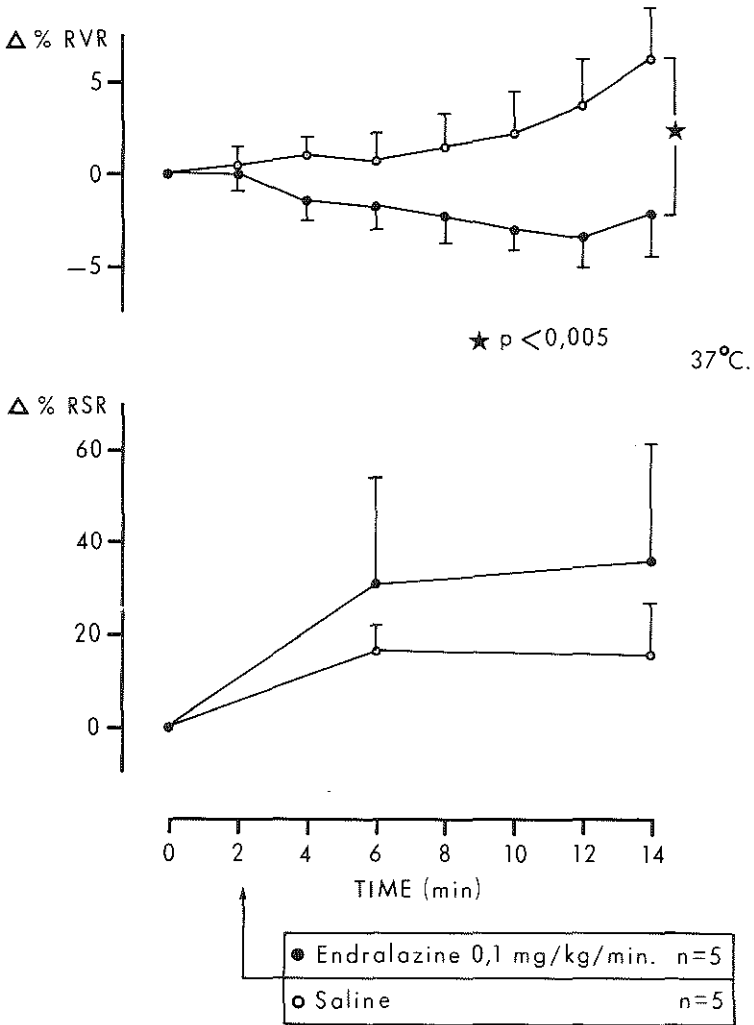 Δ % RVR
5
0
—5
★ p <0,005
37°C.
Δ % RSR
60
40
20
0
0 2 4 6 8 10 12 14
TIME (min)
● Endralazine 0,1 mg/kg/min. n=5
○ Saline n=5